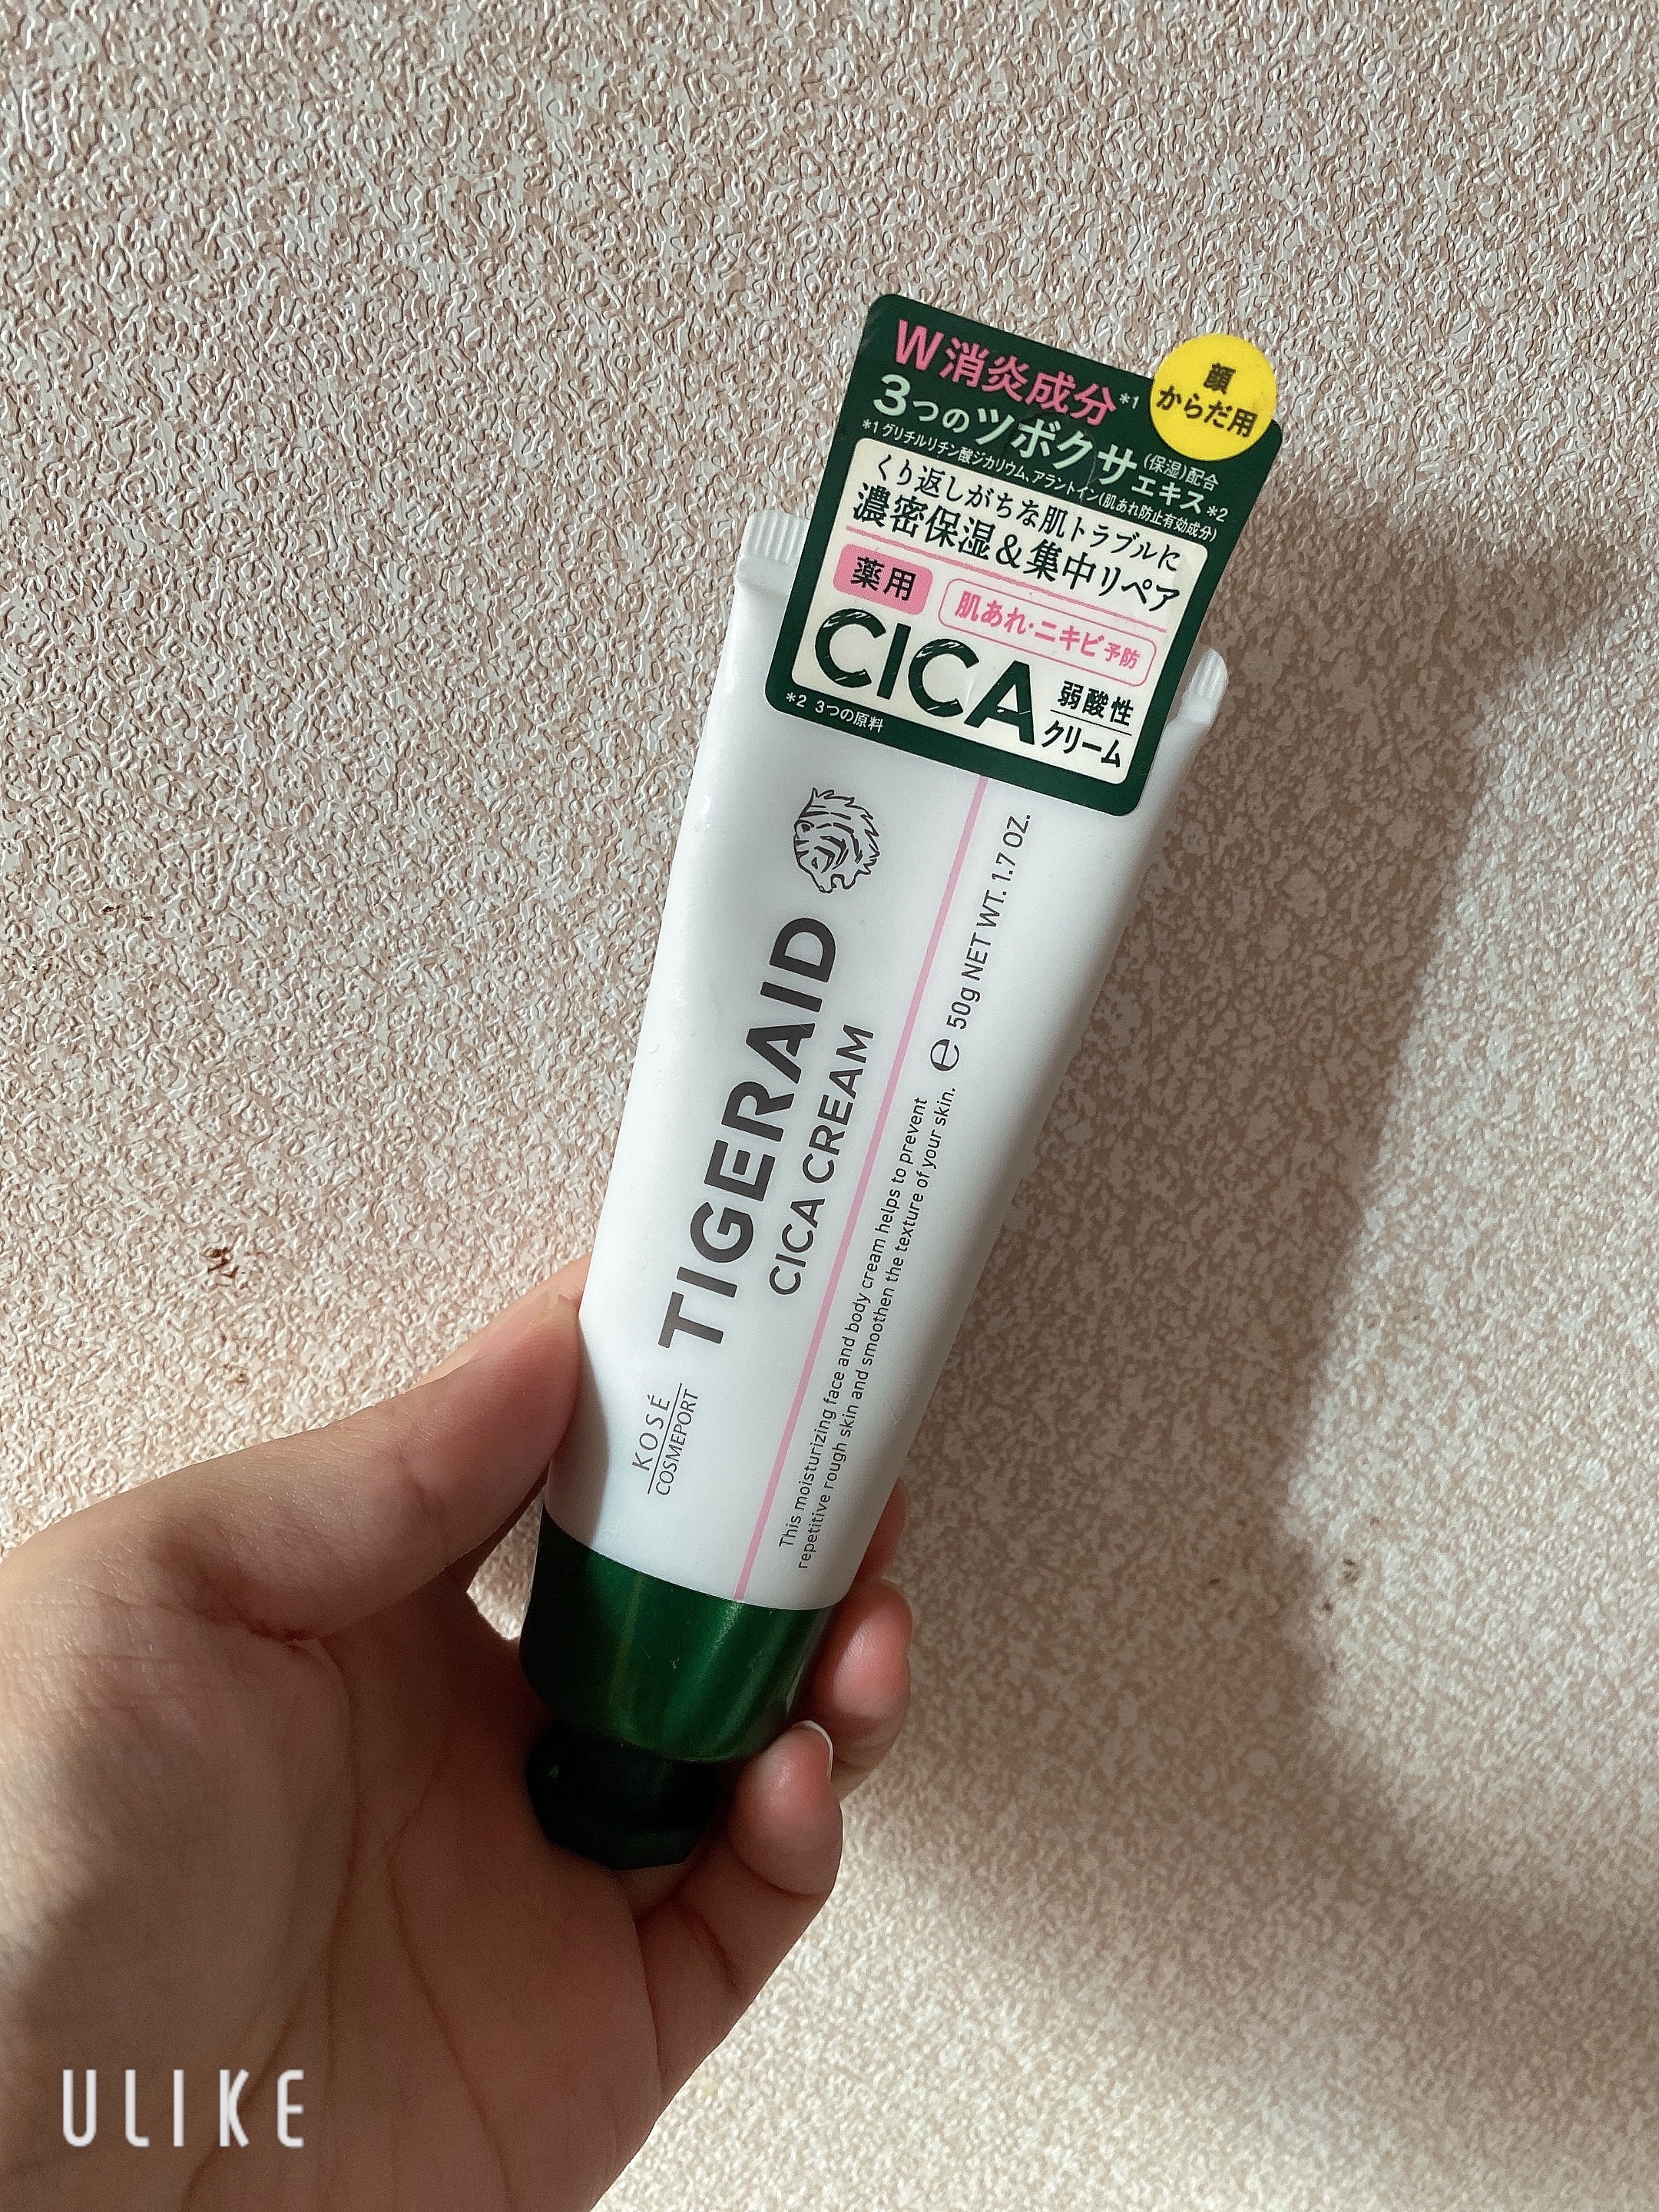 W消炎成分*1
3つのツボクサエキス*2
(保湿)配合
*1グリチルリチン酸ジカリウム、アラントイン(肌あれ防止有効成分)
顔
からだ用
くり返しがちな肌トラブルに
濃密保湿&集中リペア
薬用
肌あれ・ニキビ予防
CICA
弱酸性
クリーム
*2 3つの原料
TIGERAID
CICA CREAM
KOSÉ
COSMEPORT
This moisturizing face and body cream helps to prevent
repetitive rough skin and smoothen the texture of your skin.
℮ 50g NET WT. 1.7 OZ.
ULIKE